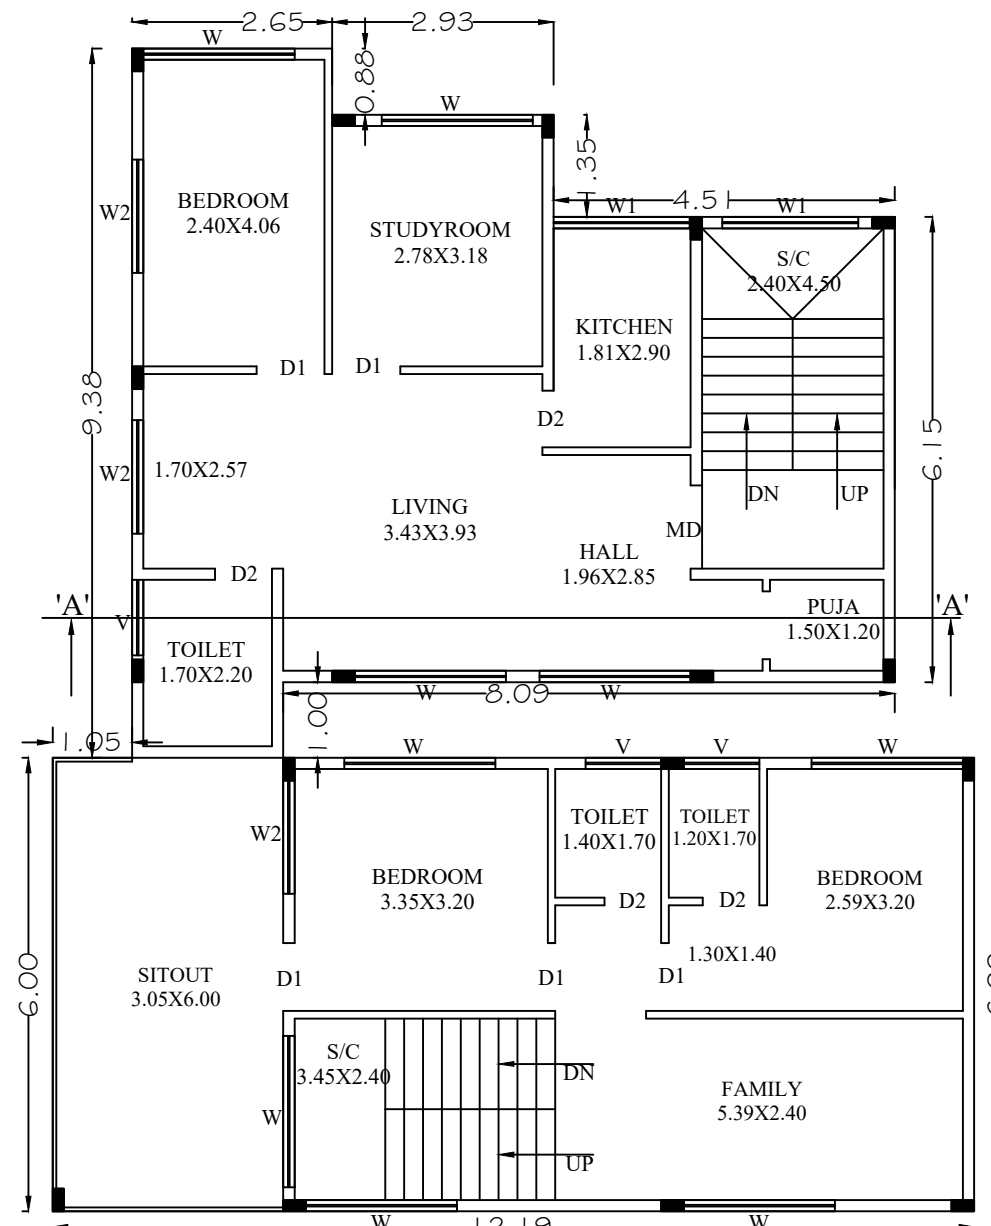 2.65
2.93
W
0.88
W
1.35
4.51
W1
W1
BEDROOM
2.40X4.06
W2
STUDYROOM
2.78X3.18
S/C
2.40X4.50
KITCHEN
1.81X2.90
D1
D1
9.38
D2
6.15
W2
1.70X2.57
DN
UP
LIVING
3.43X3.93
MD
HALL
1.96X2.85
D2
'A'
'A'
V
PUJA
1.50X1.20
TOILET
1.70X2.20
W
8.09
W
1.00
1.05
W
V
V
W
TOILET
1.40X1.70
TOILET
1.20X1.70
W2
BEDROOM
3.35X3.20
BEDROOM
2.59X3.20
D2
D2
1.30X1.40
6.00
SITOUT
3.05X6.00
D1
D1
D1
S/C
3.45X2.40
DN
FAMILY
5.39X2.40
W
UP
W
12.19
W